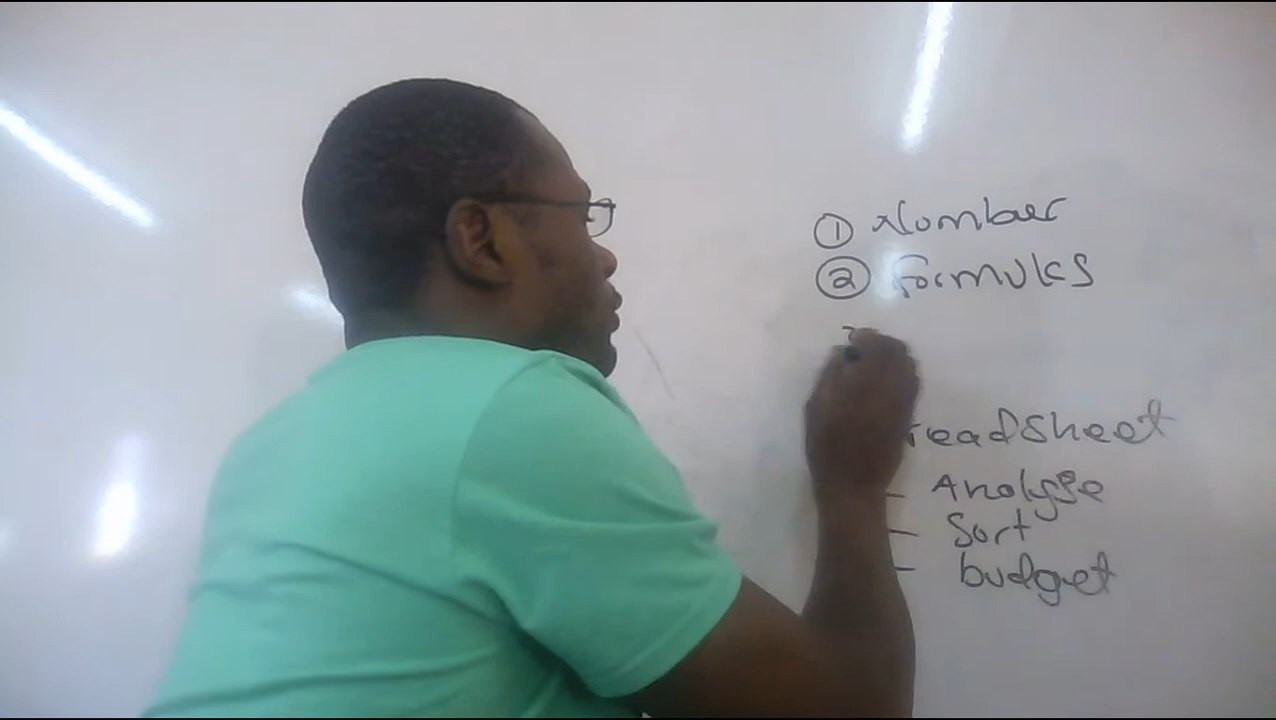 ① Number
② Formulas
readsheet
- Analyse
- Sort
- budget